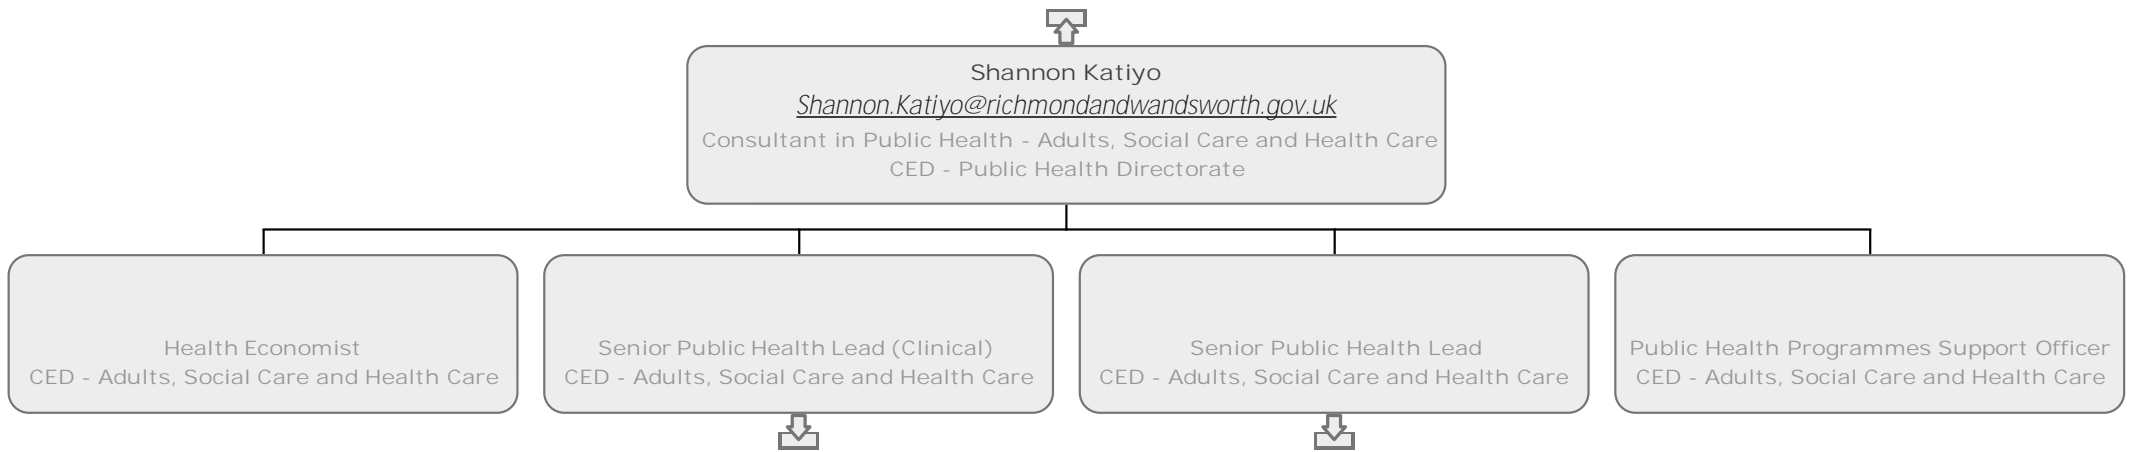 Shannon Katiyo
Shannon.Katiyo@richmondandwandsworth.gov.uk
Consultant in Public Health - Adults, Social Care and Health Care
CED - Public Health Directorate
Health Economist
CED - Adults, Social Care and Health Care
Senior Public Health Lead (Clinical)
CED - Adults, Social Care and Health Care
Senior Public Health Lead
CED - Adults, Social Care and Health Care
Public Health Programmes Support Officer
CED - Adults, Social Care and Health Care